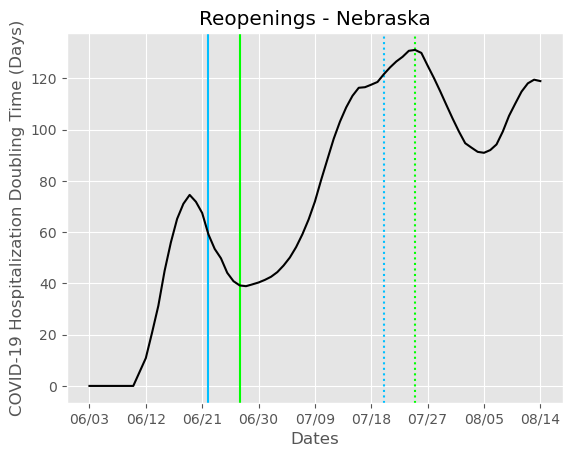 Reopenings - Nebraska
COVID-19 Hospitalization Doubling Time (Days)
120
100
80
60
40
20
0
06/03 06/12 06/21 06/30 07/09 07/18 07/27 08/05 08/14
Dates